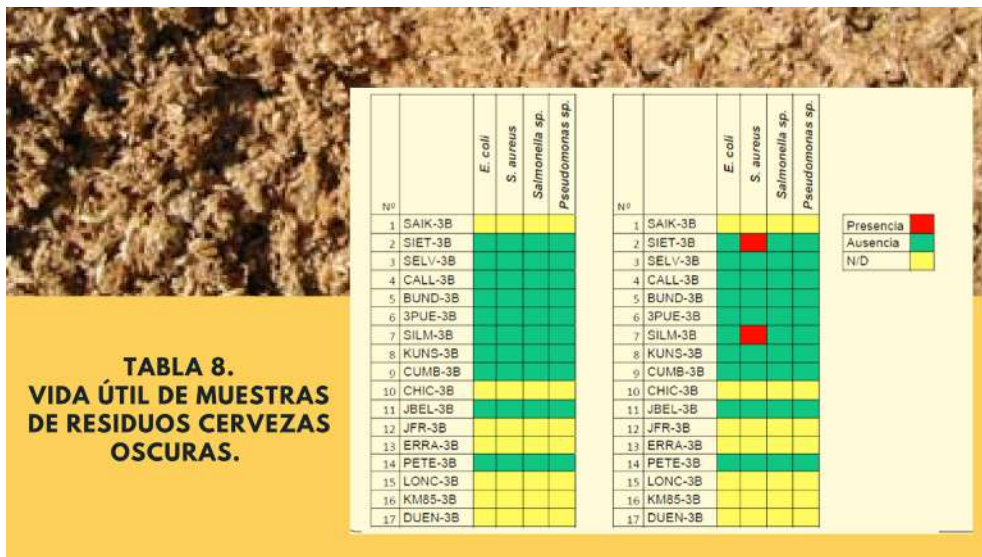 TABLA 8.
VIDA ÚTIL DE MUESTRAS
DE RESIDUOS CERVEZAS
OSCURAS.
Nº E. coli S. aureus Salmonella sp. Pseudomonas sp.
1 SAIK-3B
2 SIET-3B
3 SELV-3B
4 CALL-3B
5 BUND-3B
6 3PUE-3B
7 SILM-3B
8 KUNS-3B
9 CUMB-3B
10 CHIC-3B
11 JBEL-3B
12 JFR-3B
13 ERRA-3B
14 PETE-3B
15 LONC-3B
16 KM85-3B
17 DUEN-3B
Nº E. coli S. aureus Salmonella sp. Pseudomonas sp.
1 SAIK-3B
2 SIET-3B
3 SELV-3B
4 CALL-3B
5 BUND-3B
6 3PUE-3B
7 SILM-3B
8 KUNS-3B
9 CUMB-3B
10 CHIC-3B
11 JBEL-3B
12 JFR-3B
13 ERRA-3B
14 PETE-3B
15 LONC-3B
16 KM85-3B
17 DUEN-3B
Presencia
Ausencia
N/D